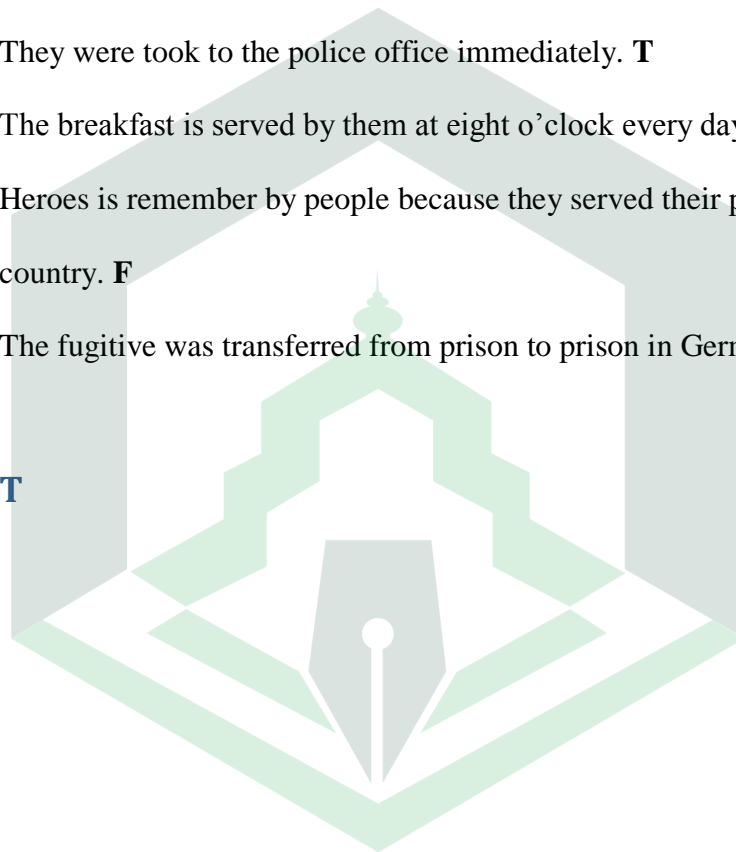 They were took to the police office immediately. T
The breakfast is served by them at eight o’clock every day
Heroes is remember by people because they served their
country. F
The fugitive was transferred from prison to prison in
T